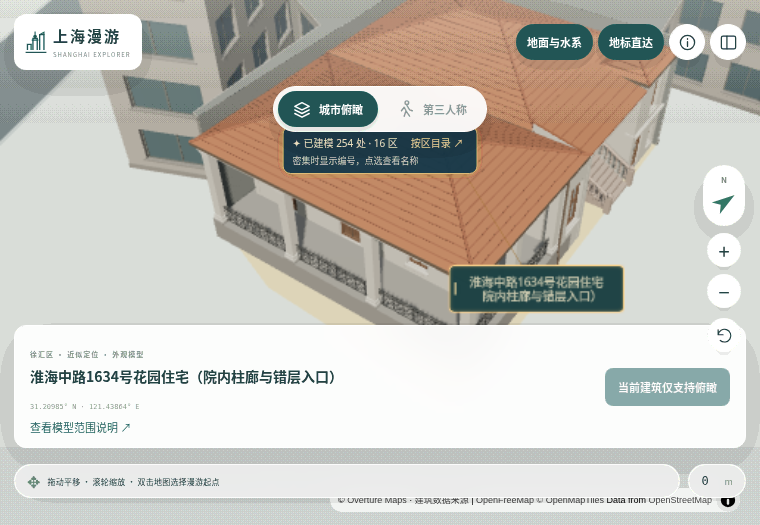 上海漫游
SHANGHAI EXPLORER
地面与水系
地标直达
城市俯瞰
第三人称
✦ 已建模 254 处 · 16 区 按区目录 ↗
密集时显示编号，点选查看名称
N
+
−
淮海中路1634号花园住宅
院内柱廊与错层入口）
徐汇区 · 近似定位 · 外观模型
淮海中路1634号花园住宅（院内柱廊与错层入口）
31.20985° N · 121.43864° E
查看模型范围说明 ↗
当前建筑仅支持俯瞰
拖动平移 · 滚轮缩放 · 双击地图选择漫游起点
0 m
© Overture Maps · 建筑数据来源 | OpenFreeMap © OpenMapTiles Data from OpenStreetMap